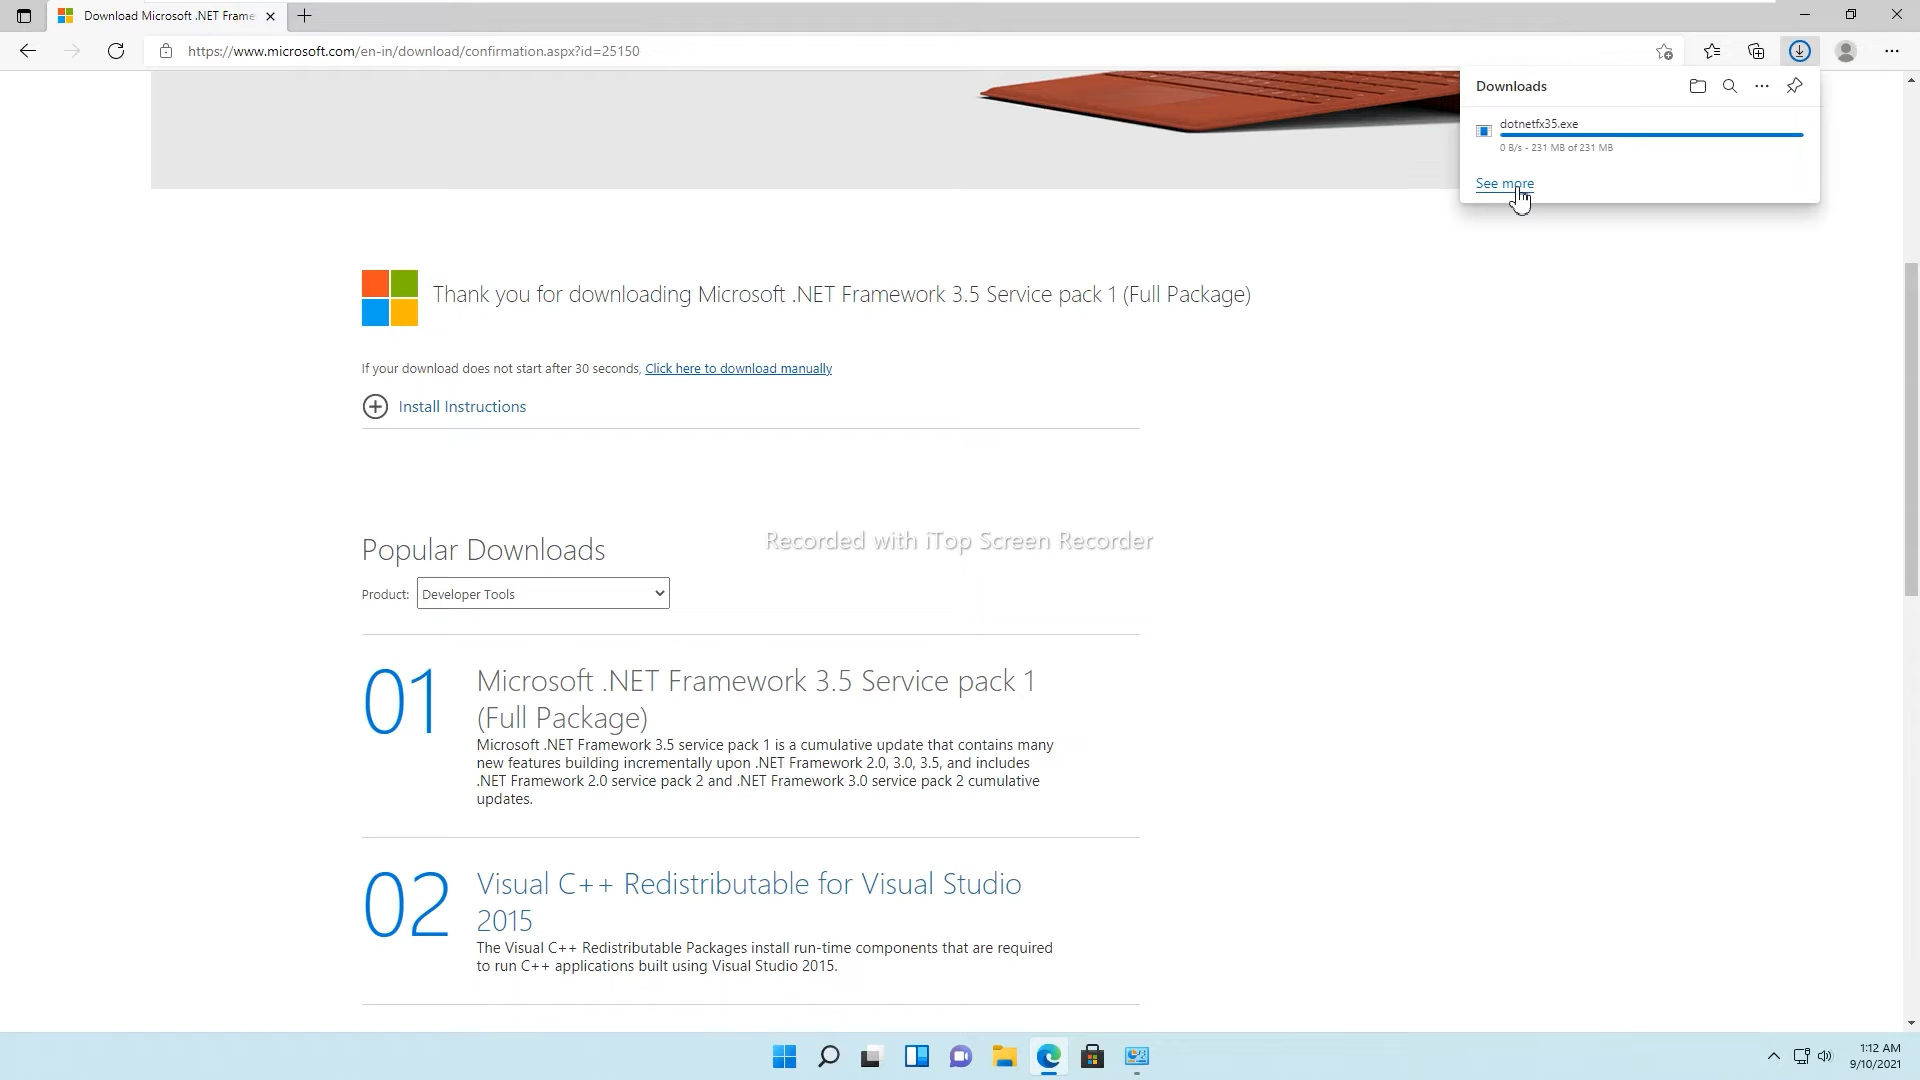 Download Microsoft .NET Frame
https://www.microsoft.com/en-in/download/confirmation.aspx?id=25150
Downloads
dotnetfx35.exe
0 B/s - 231 MB of 231 MB
See more
Thank you for downloading Microsoft .NET Framework 3.5 Service pack 1 (Full Package)
If your download does not start after 30 seconds, Click here to download manually
Install Instructions
Recorded with iTop Screen Recorder
Popular Downloads
Product: Developer Tools
01
Microsoft .NET Framework 3.5 Service pack 1
(Full Package)
Microsoft .NET Framework 3.5 service pack 1 is a cumulative update that contains many
new features building incrementally upon .NET Framework 2.0, 3.0, 3.5, and includes
.NET Framework 2.0 service pack 2 and .NET Framework 3.0 service pack 2 cumulative
updates.
02
Visual C++ Redistributable for Visual Studio
2015
The Visual C++ Redistributable Packages install run-time components that are required
to run C++ applications built using Visual Studio 2015.
1:12 AM
9/10/2021